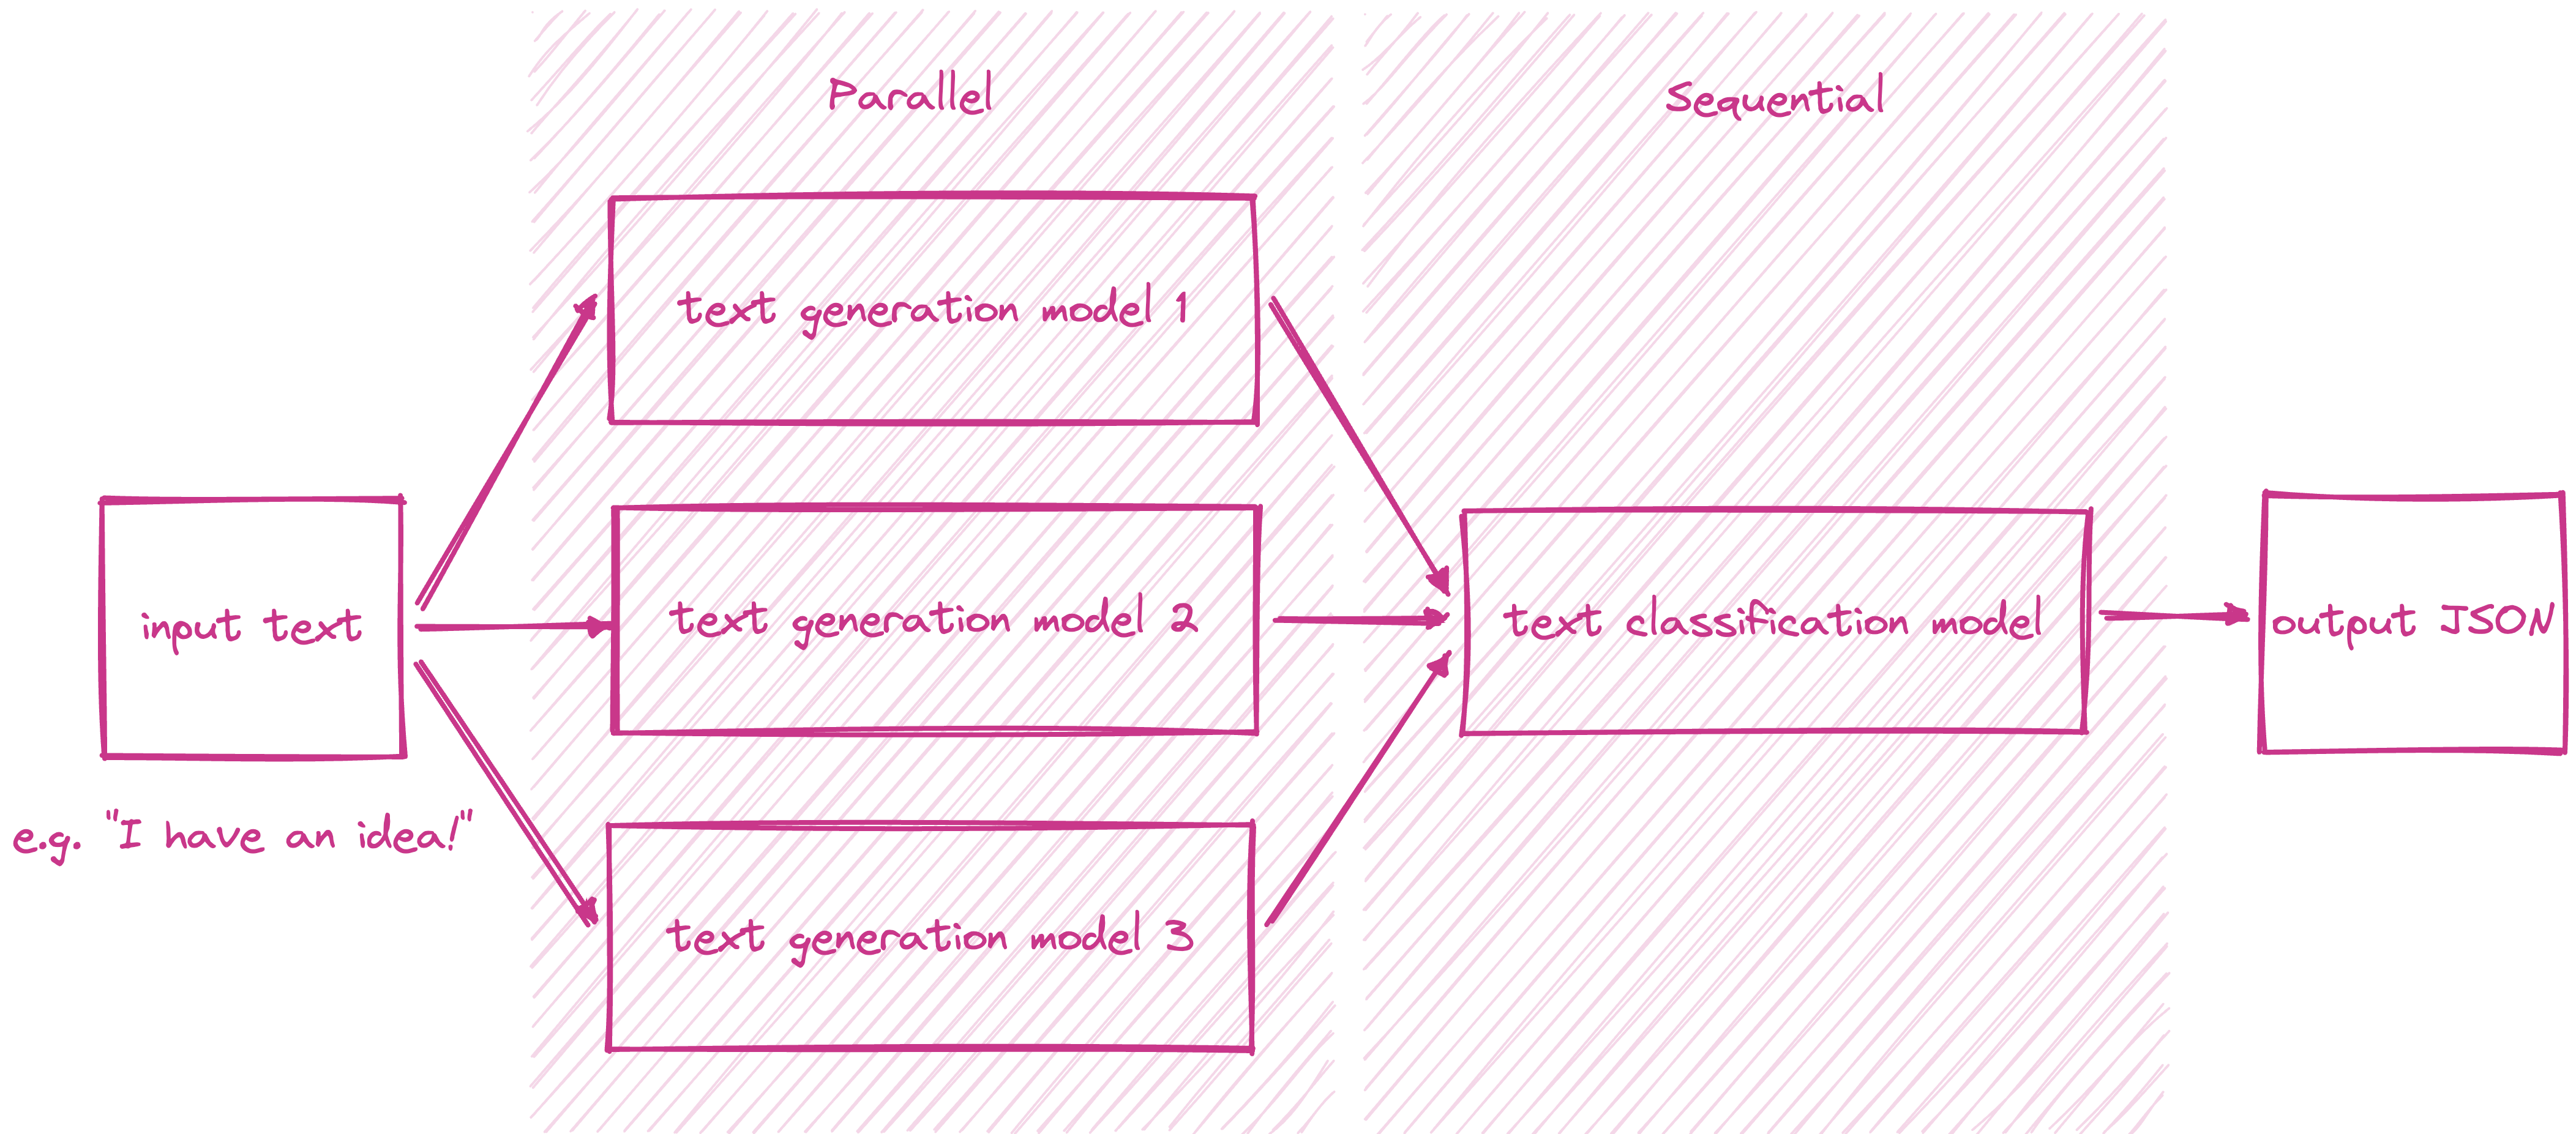 Parallel
Sequential
text generation model 1
input text
e.g. "I have an idea!"
text generation model 2
text generation model 3
text classification model
output JSON